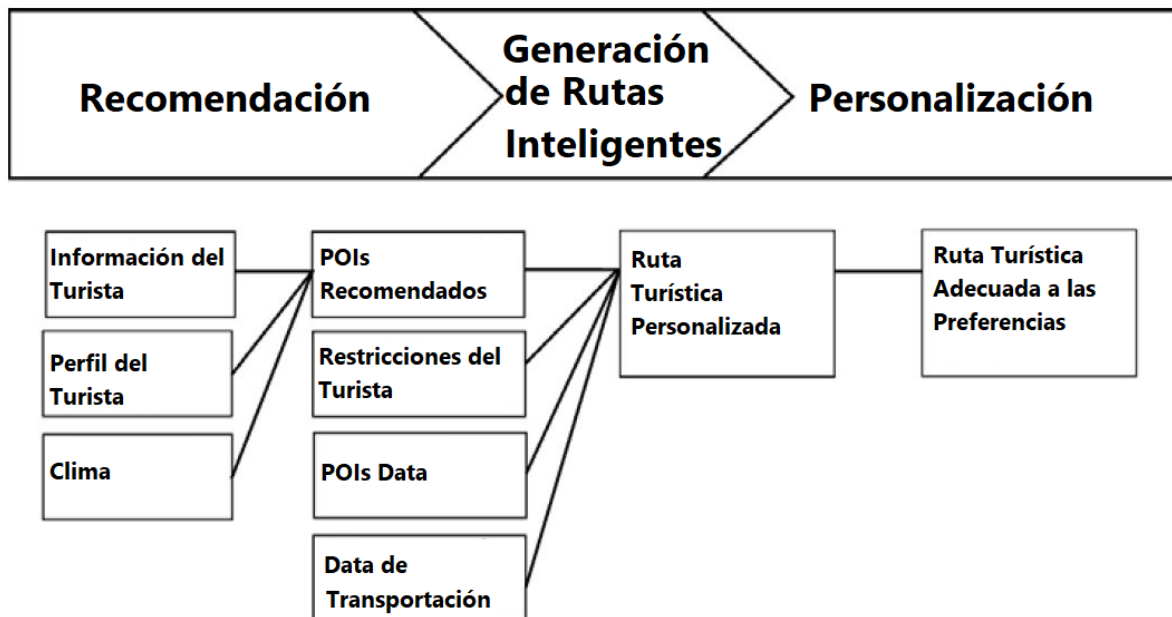 Recomendación
Generación
de Rutas
Inteligentes
Personalización
Información del
Turista
POIs
Recomendados
Ruta
Turística
Personalizada
Ruta Turística
Adecuada a las
Preferencias
Perfil del
Turista
Restricciones del
Turista
Clima
POIs Data
Data de
Transportación